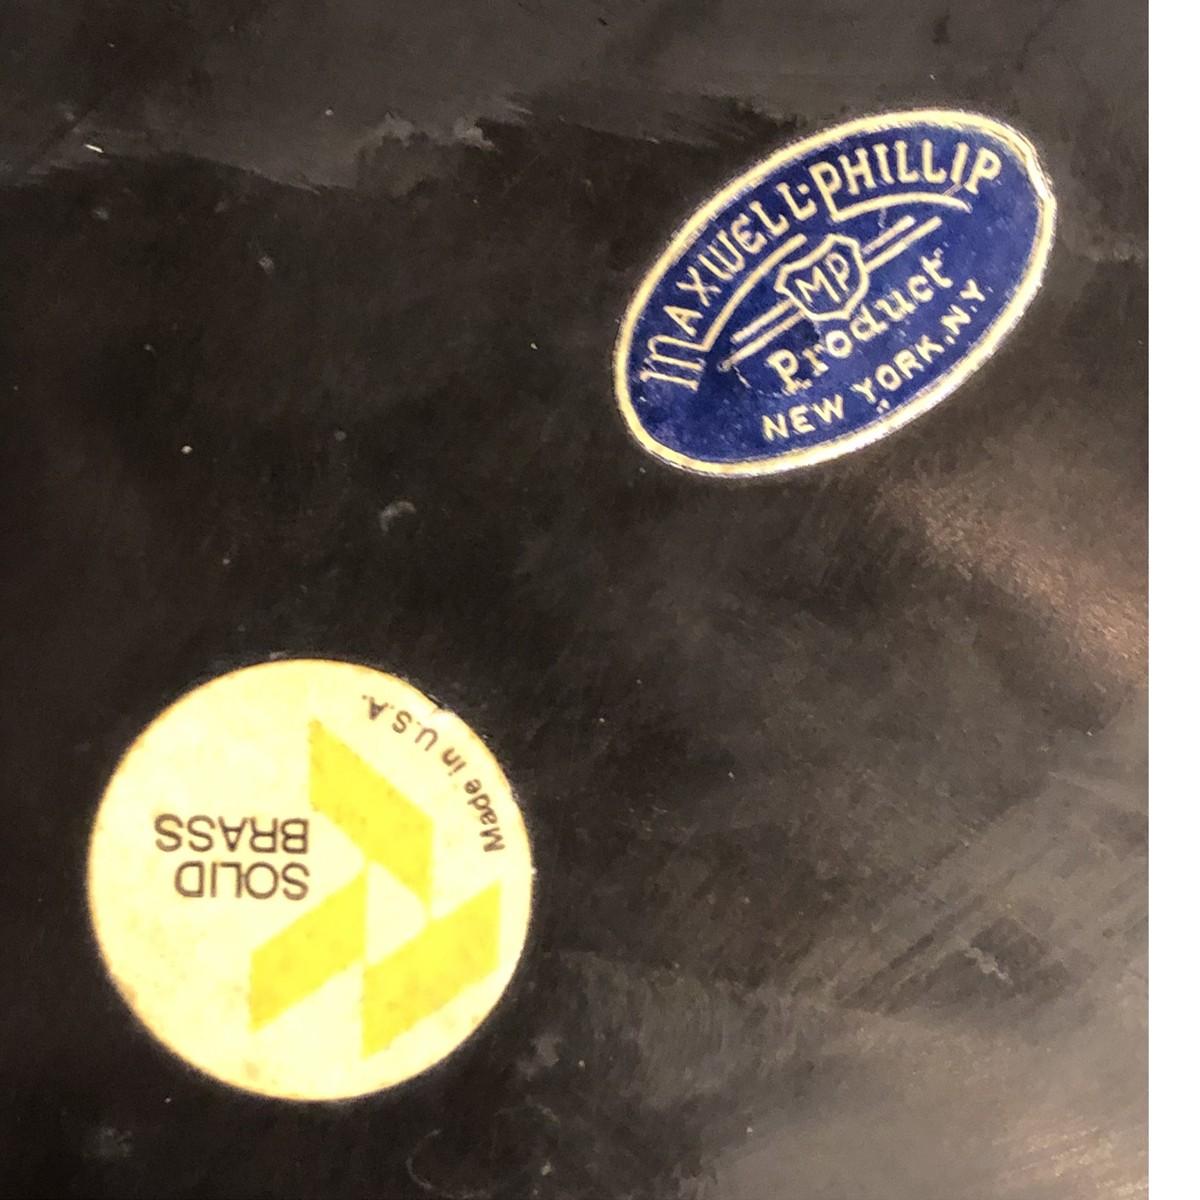 MAXWELL-PHILLIP
MP
Product
NEW YORK, N.Y.
Made in U.S.A.
SOLID
BRASS